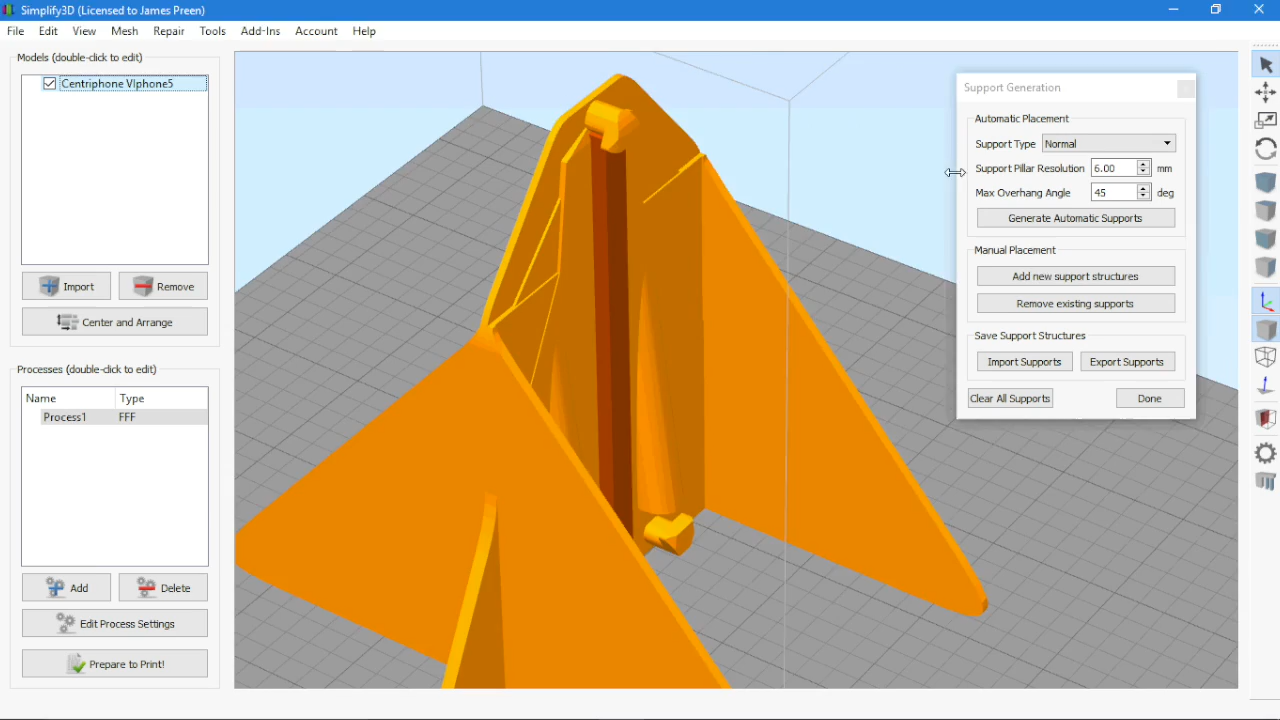 Simplify3D (Licensed to James Preen)
File Edit View Mesh Repair Tools Add-Ins Account Help
Models (double-click to edit)
Centriphone VIphone5
Import Remove
Center and Arrange
Processes (double-click to edit)
Name Type
Process1 FFF
Add Delete
Edit Process Settings
Prepare to Print!
Support Generation
Automatic Placement
Support Type Normal
Support Pillar Resolution 6.00 mm
Max Overhang Angle 45 deg
Generate Automatic Supports
Manual Placement
Add new support structures
Remove existing supports
Save Support Structures
Import Supports Export Supports
Clear All Supports Done